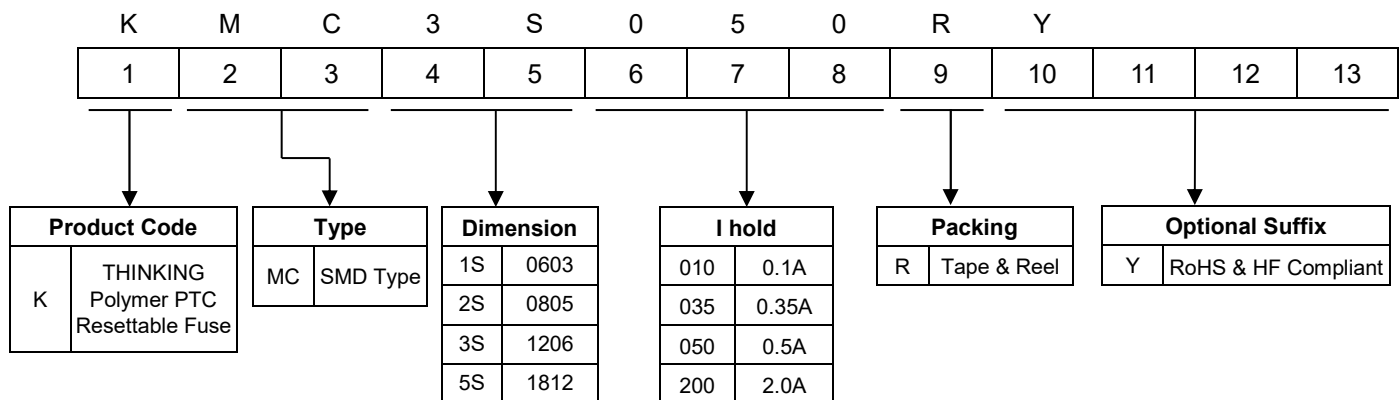 K M C 3 S 0 5 0 R Y
1 2 3 4 5 6 7 8 9 10 11 12 13
Product Code
K THINKING
Polymer PTC
Resettable Fuse
Type
MC SMD Type
Dimension
1S 0603
2S 0805
3S 1206
5S 1812
I hold
010 0.1A
035 0.35A
050 0.5A
200 2.0A
Packing
R Tape & Reel
Optional Suffix
Y RoHS & HF Compliant